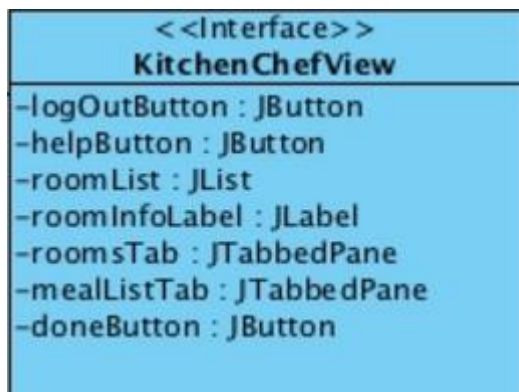 <<Interface>>
KitchenChefView
-logOutButton : JButton
-helpButton : JButton
-roomList : JList
-roomInfoLabel : JLabel
-roomsTab : JTabbedPane
-mealListTab : JTabbedPane
-doneButton : JButton